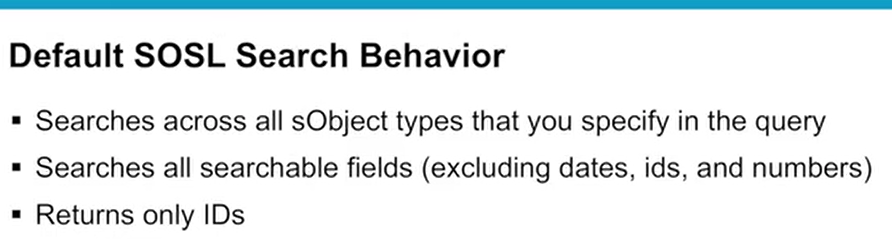 Default SOSL Search Behavior
▪ Searches across all sObject types that you specify in the query
▪ Searches all searchable fields (excluding dates, ids, and numbers)
▪ Returns only IDs